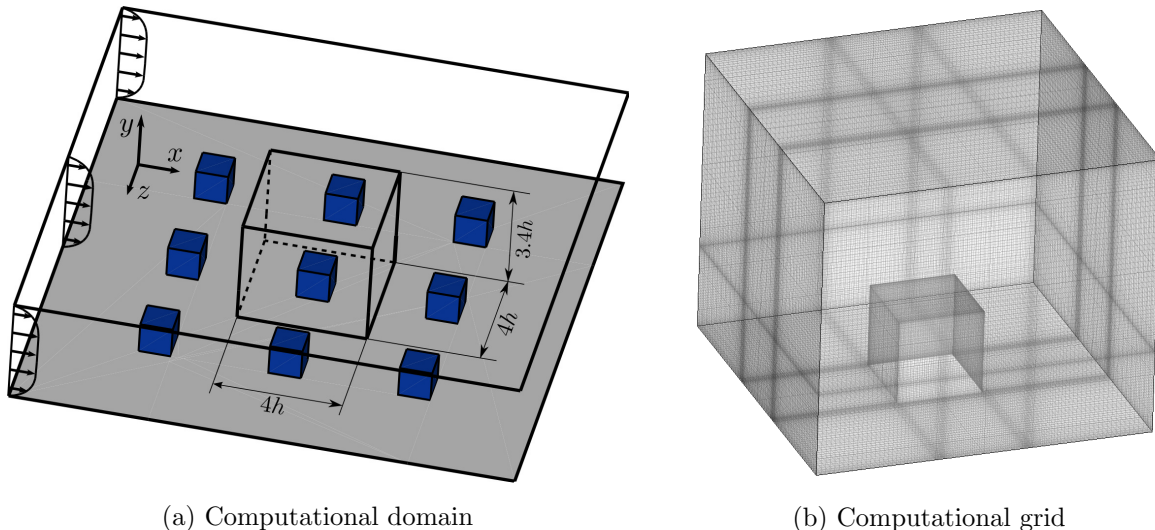 y
x
z
3.4h
4h
4h
(a) Computational domain
(b) Computational grid